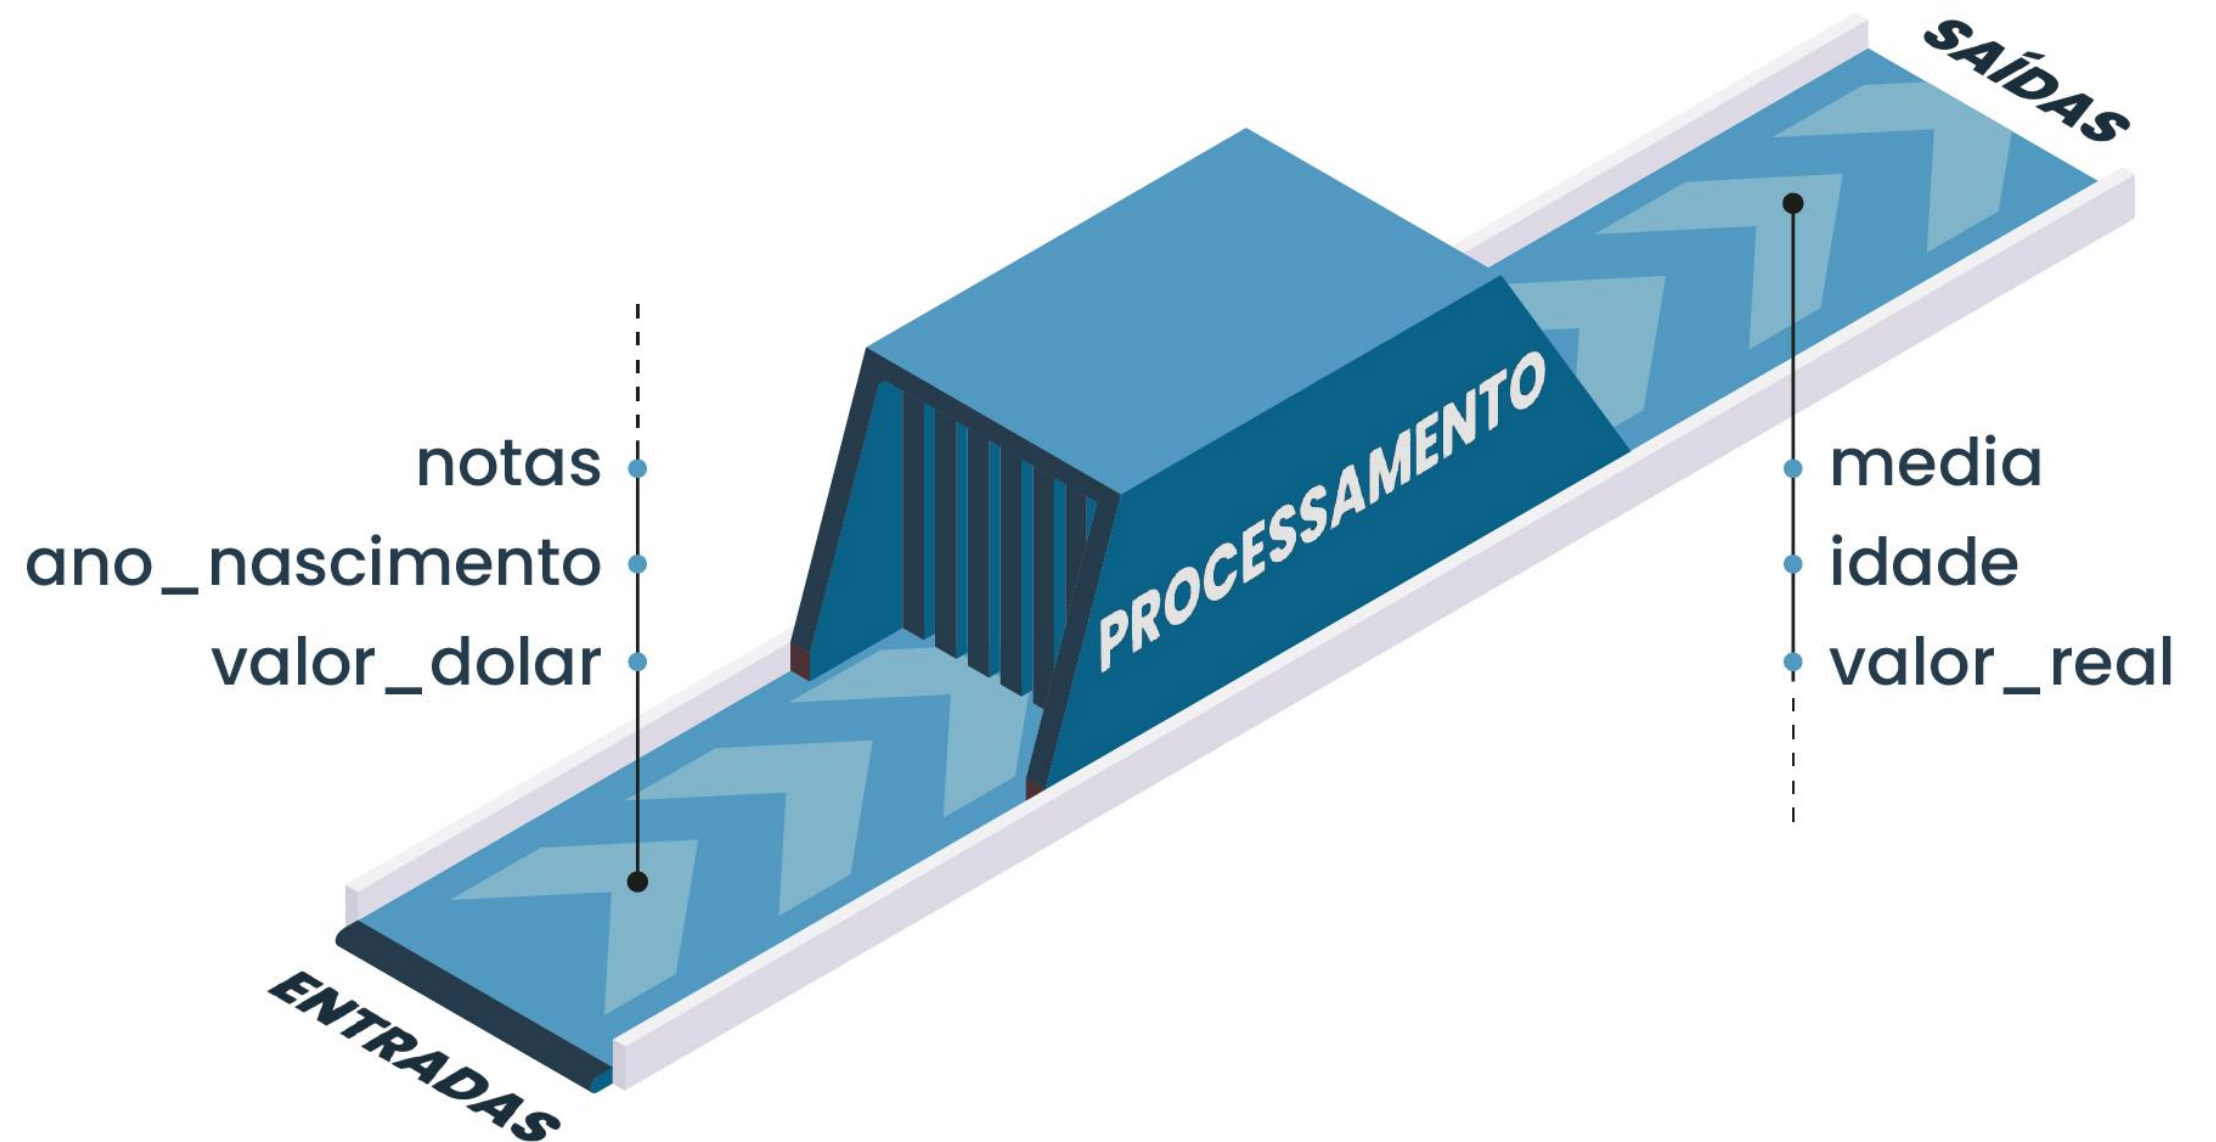 SAÍDAS
PROCESSAMENTO
notas
ano_nascimento
valor_dolar
media
idade
valor_real
ENTRADAS